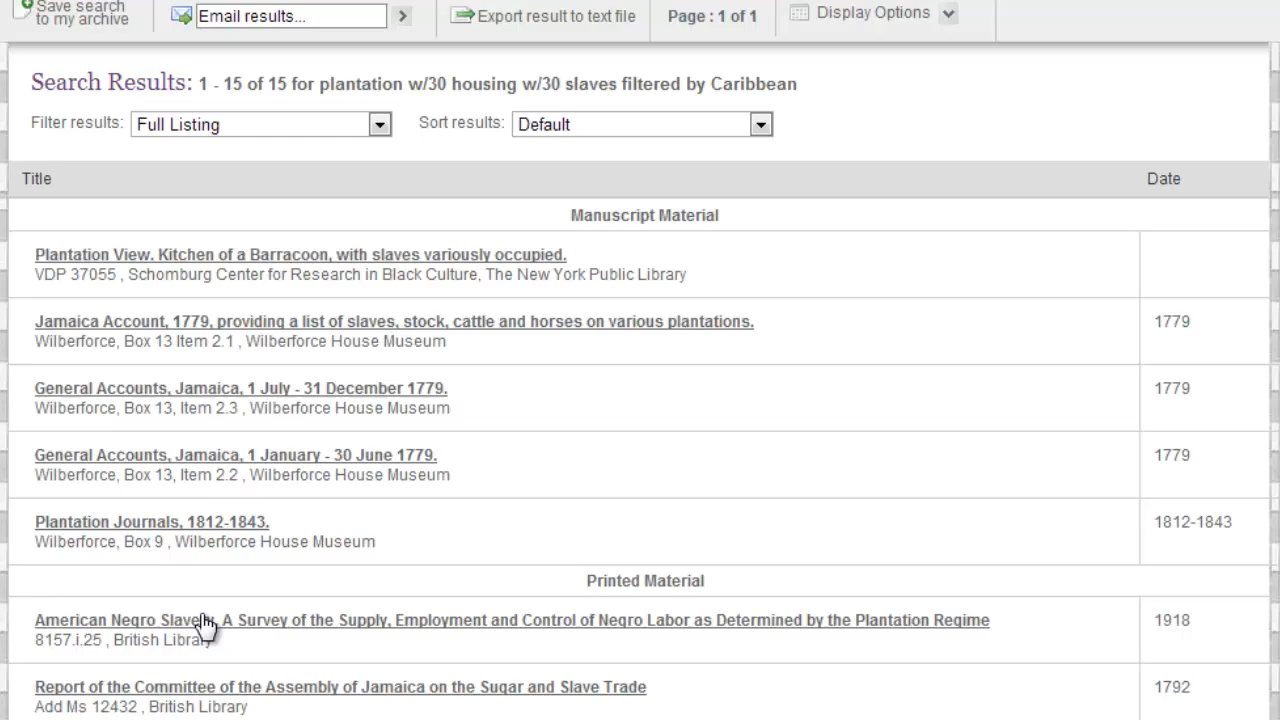 Save search
to my archive
Email results...
Export result to text file
Page : 1 of 1
Display Options
Search Results: 1 - 15 of 15 for plantation w/30 housing w/30 slaves filtered by Caribbean
Filter results: Full Listing Sort results: Default
Title Date
Manuscript Material
Plantation View. Kitchen of a Barracoon, with slaves variously occupied.
VDP 37055 , Schomburg Center for Research in Black Culture, The New York Public Library
Jamaica Account, 1779, providing a list of slaves, stock, cattle and horses on various plantations. 1779
Wilberforce, Box 13 Item 2.1 , Wilberforce House Museum
General Accounts, Jamaica, 1 July - 31 December 1779. 1779
Wilberforce, Box 13, Item 2.3 , Wilberforce House Museum
General Accounts, Jamaica, 1 January - 30 June 1779. 1779
Wilberforce, Box 13, Item 2.2 , Wilberforce House Museum
Plantation Journals, 1812-1843. 1812-1843
Wilberforce, Box 9 , Wilberforce House Museum
Printed Material
American Negro Slavery, A Survey of the Supply, Employment and Control of Negro Labor as Determined by the Plantation Regime 1918
8157.i.25 , British Library
Report of the Committee of the Assembly of Jamaica on the Sugar and Slave Trade 1792
Add Ms 12432 , British Library